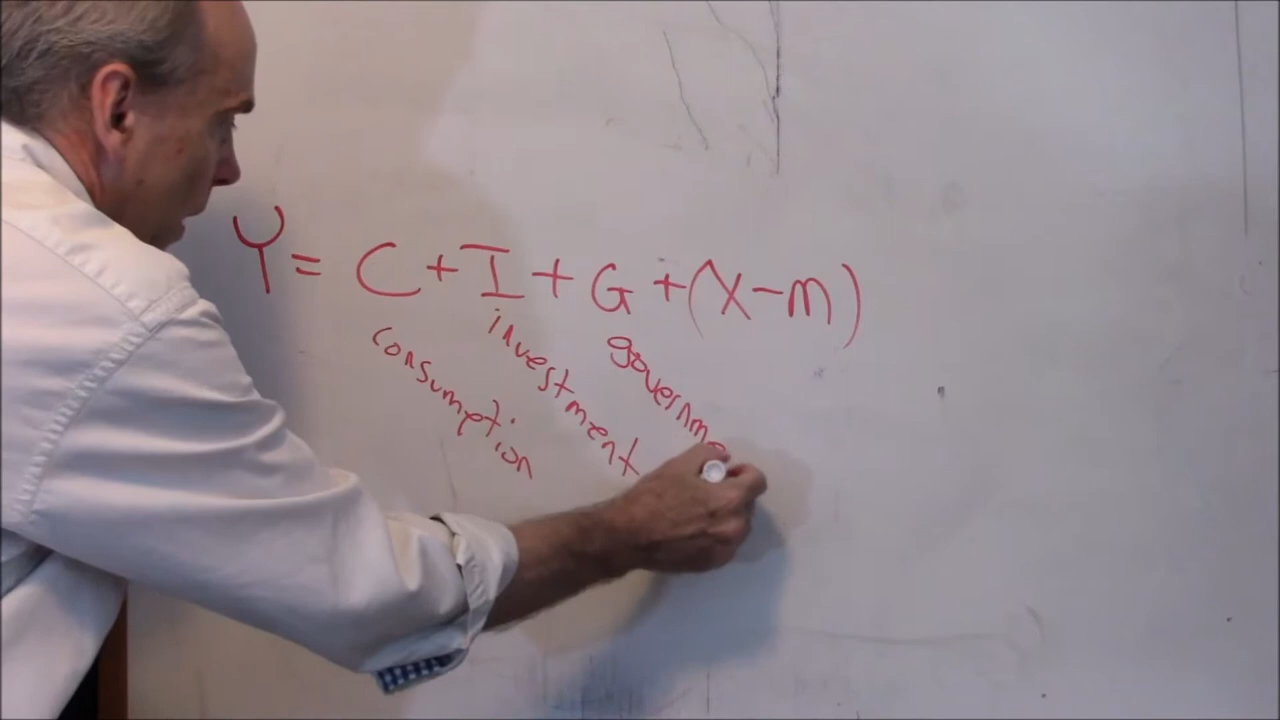 Y = C + I + G + (X - m)
consumption
investment
governme